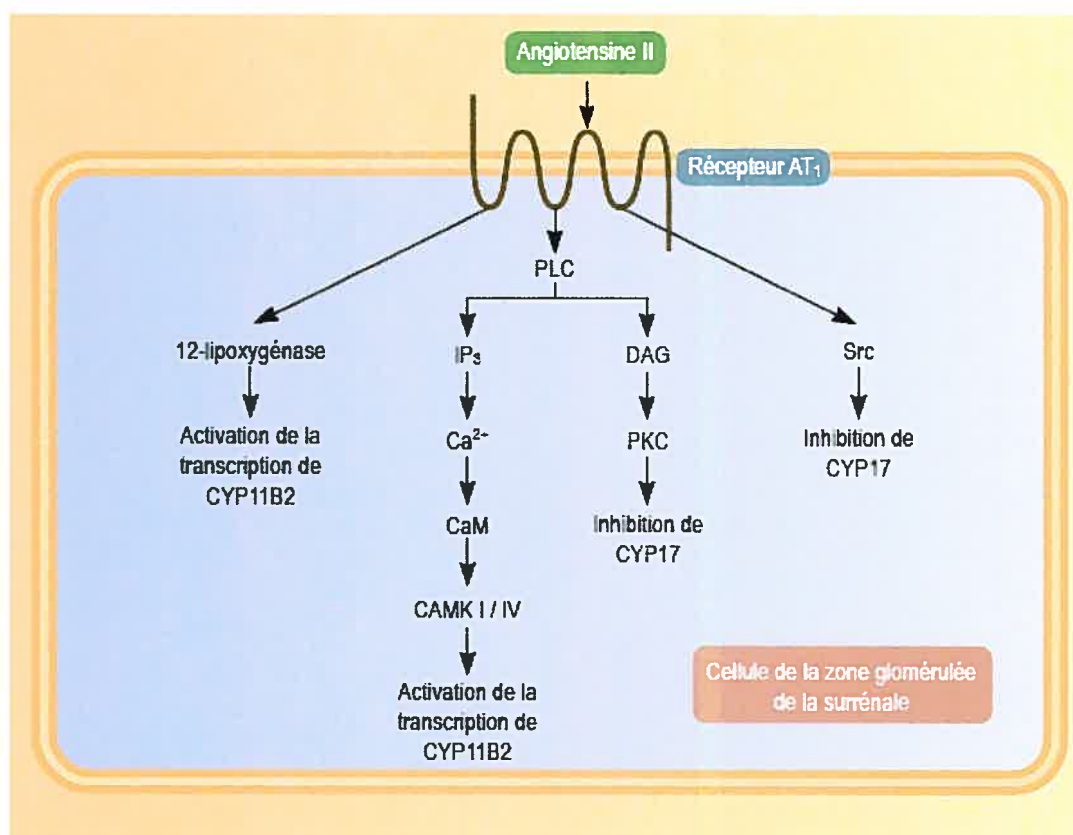 Angiotensine II
Récepteur AT₁
PLC
12-lipoxygénase
IP₃
DAG
Src
Activation de la
transcription de
CYP11B2
Ca²⁺
PKC
Inhibition de
CYP17
CaM
Inhibition de
CYP17
CAMK I / IV
Activation de la
transcription de
CYP11B2
Cellule de la zone glomérulée
de la surrénale